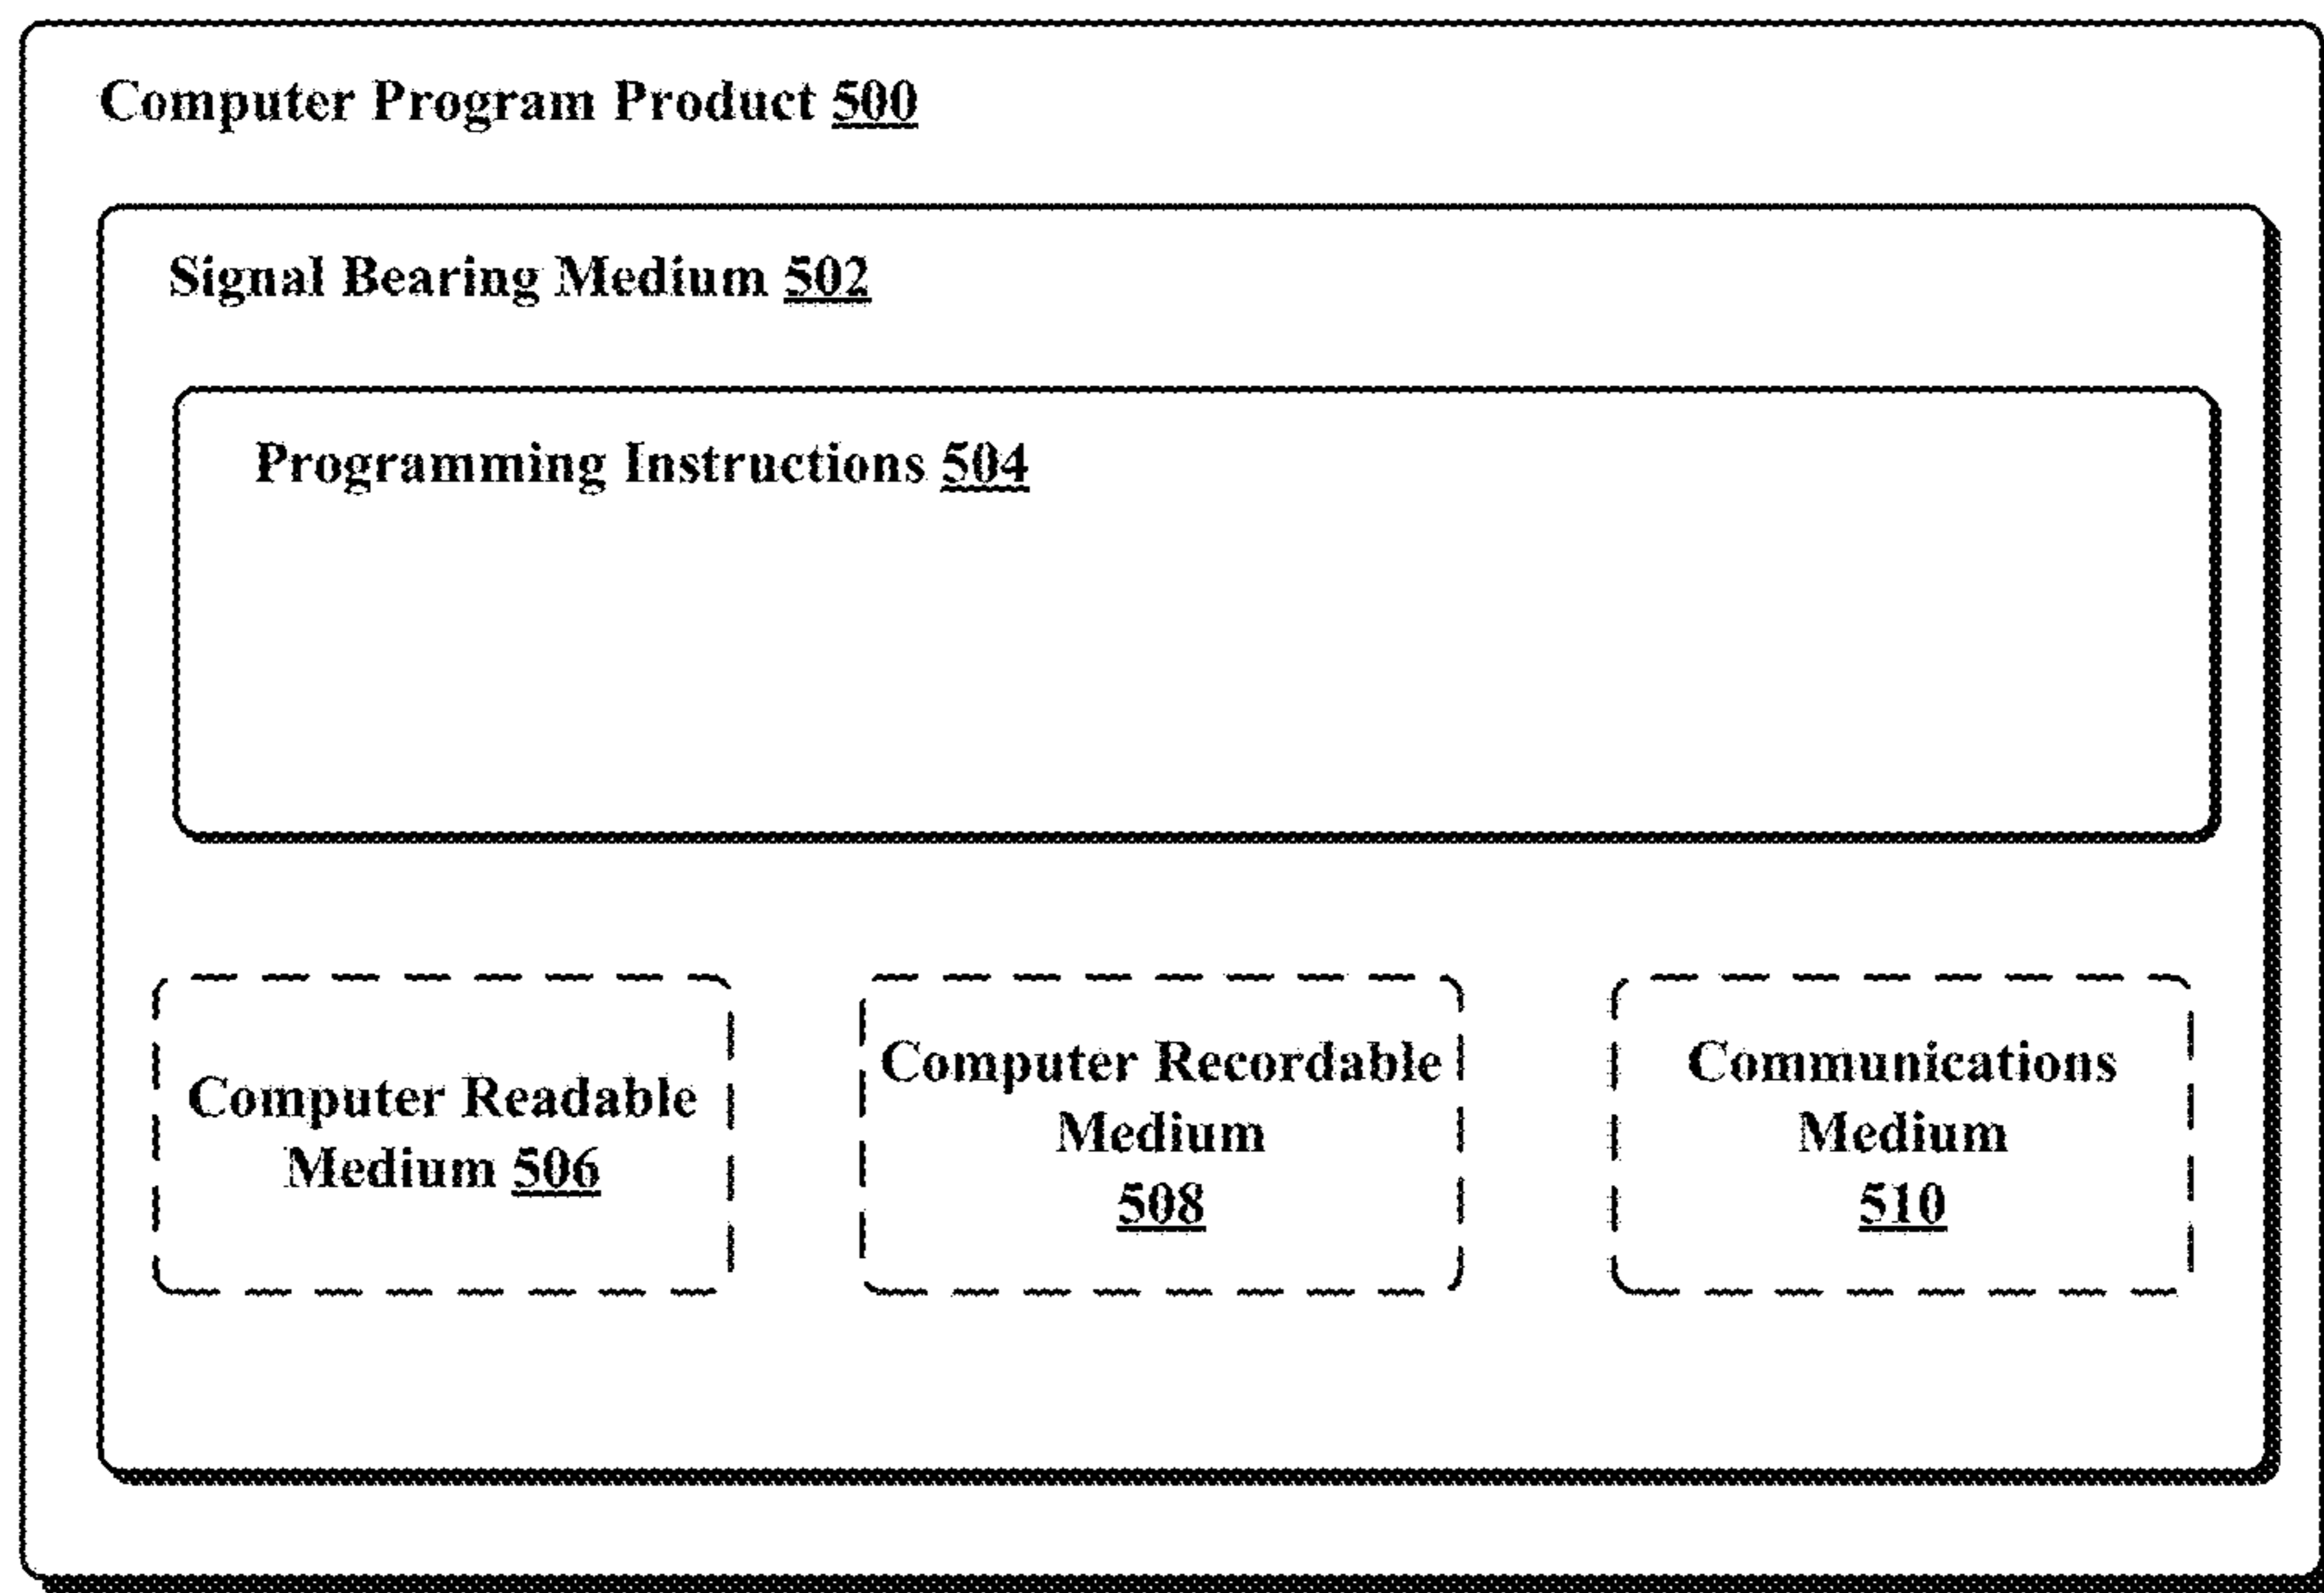 Computer Program Product 500
Signal Bearing Medium 502
Programming Instructions 504
Computer Readable
Medium 506
Computer Recordable
Medium
508
Communications
Medium
510